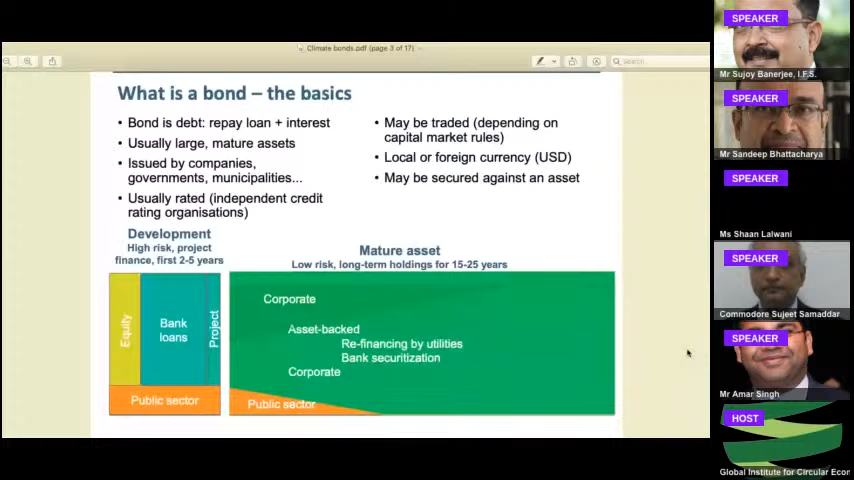 Climate bonds.pdf (page 3 of 17)
Search
What is a bond – the basics
• Bond is debt: repay loan + interest
• Usually large, mature assets
• Issued by companies,
governments, municipalities...
• Usually rated (independent credit
rating organisations)
• May be traded (depending on
capital market rules)
• Local or foreign currency (USD)
• May be secured against an asset
Development
High risk, project
finance, first 2-5 years
Mature asset
Low risk, long-term holdings for 15-25 years
Equity
Bank
loans
Project
Public sector
Corporate
Asset-backed
Re-financing by utilities
Bank securitization
Corporate
Public sector
SPEAKER
Mr Sujoy Banerjee, I.F.S.
SPEAKER
Mr Sandeep Bhattacharya
SPEAKER
Ms Shaan Lalwani
SPEAKER
Commodore Sujeet Samaddar
SPEAKER
Mr Amar Singh
HOST
Global Institute for Circular Econ